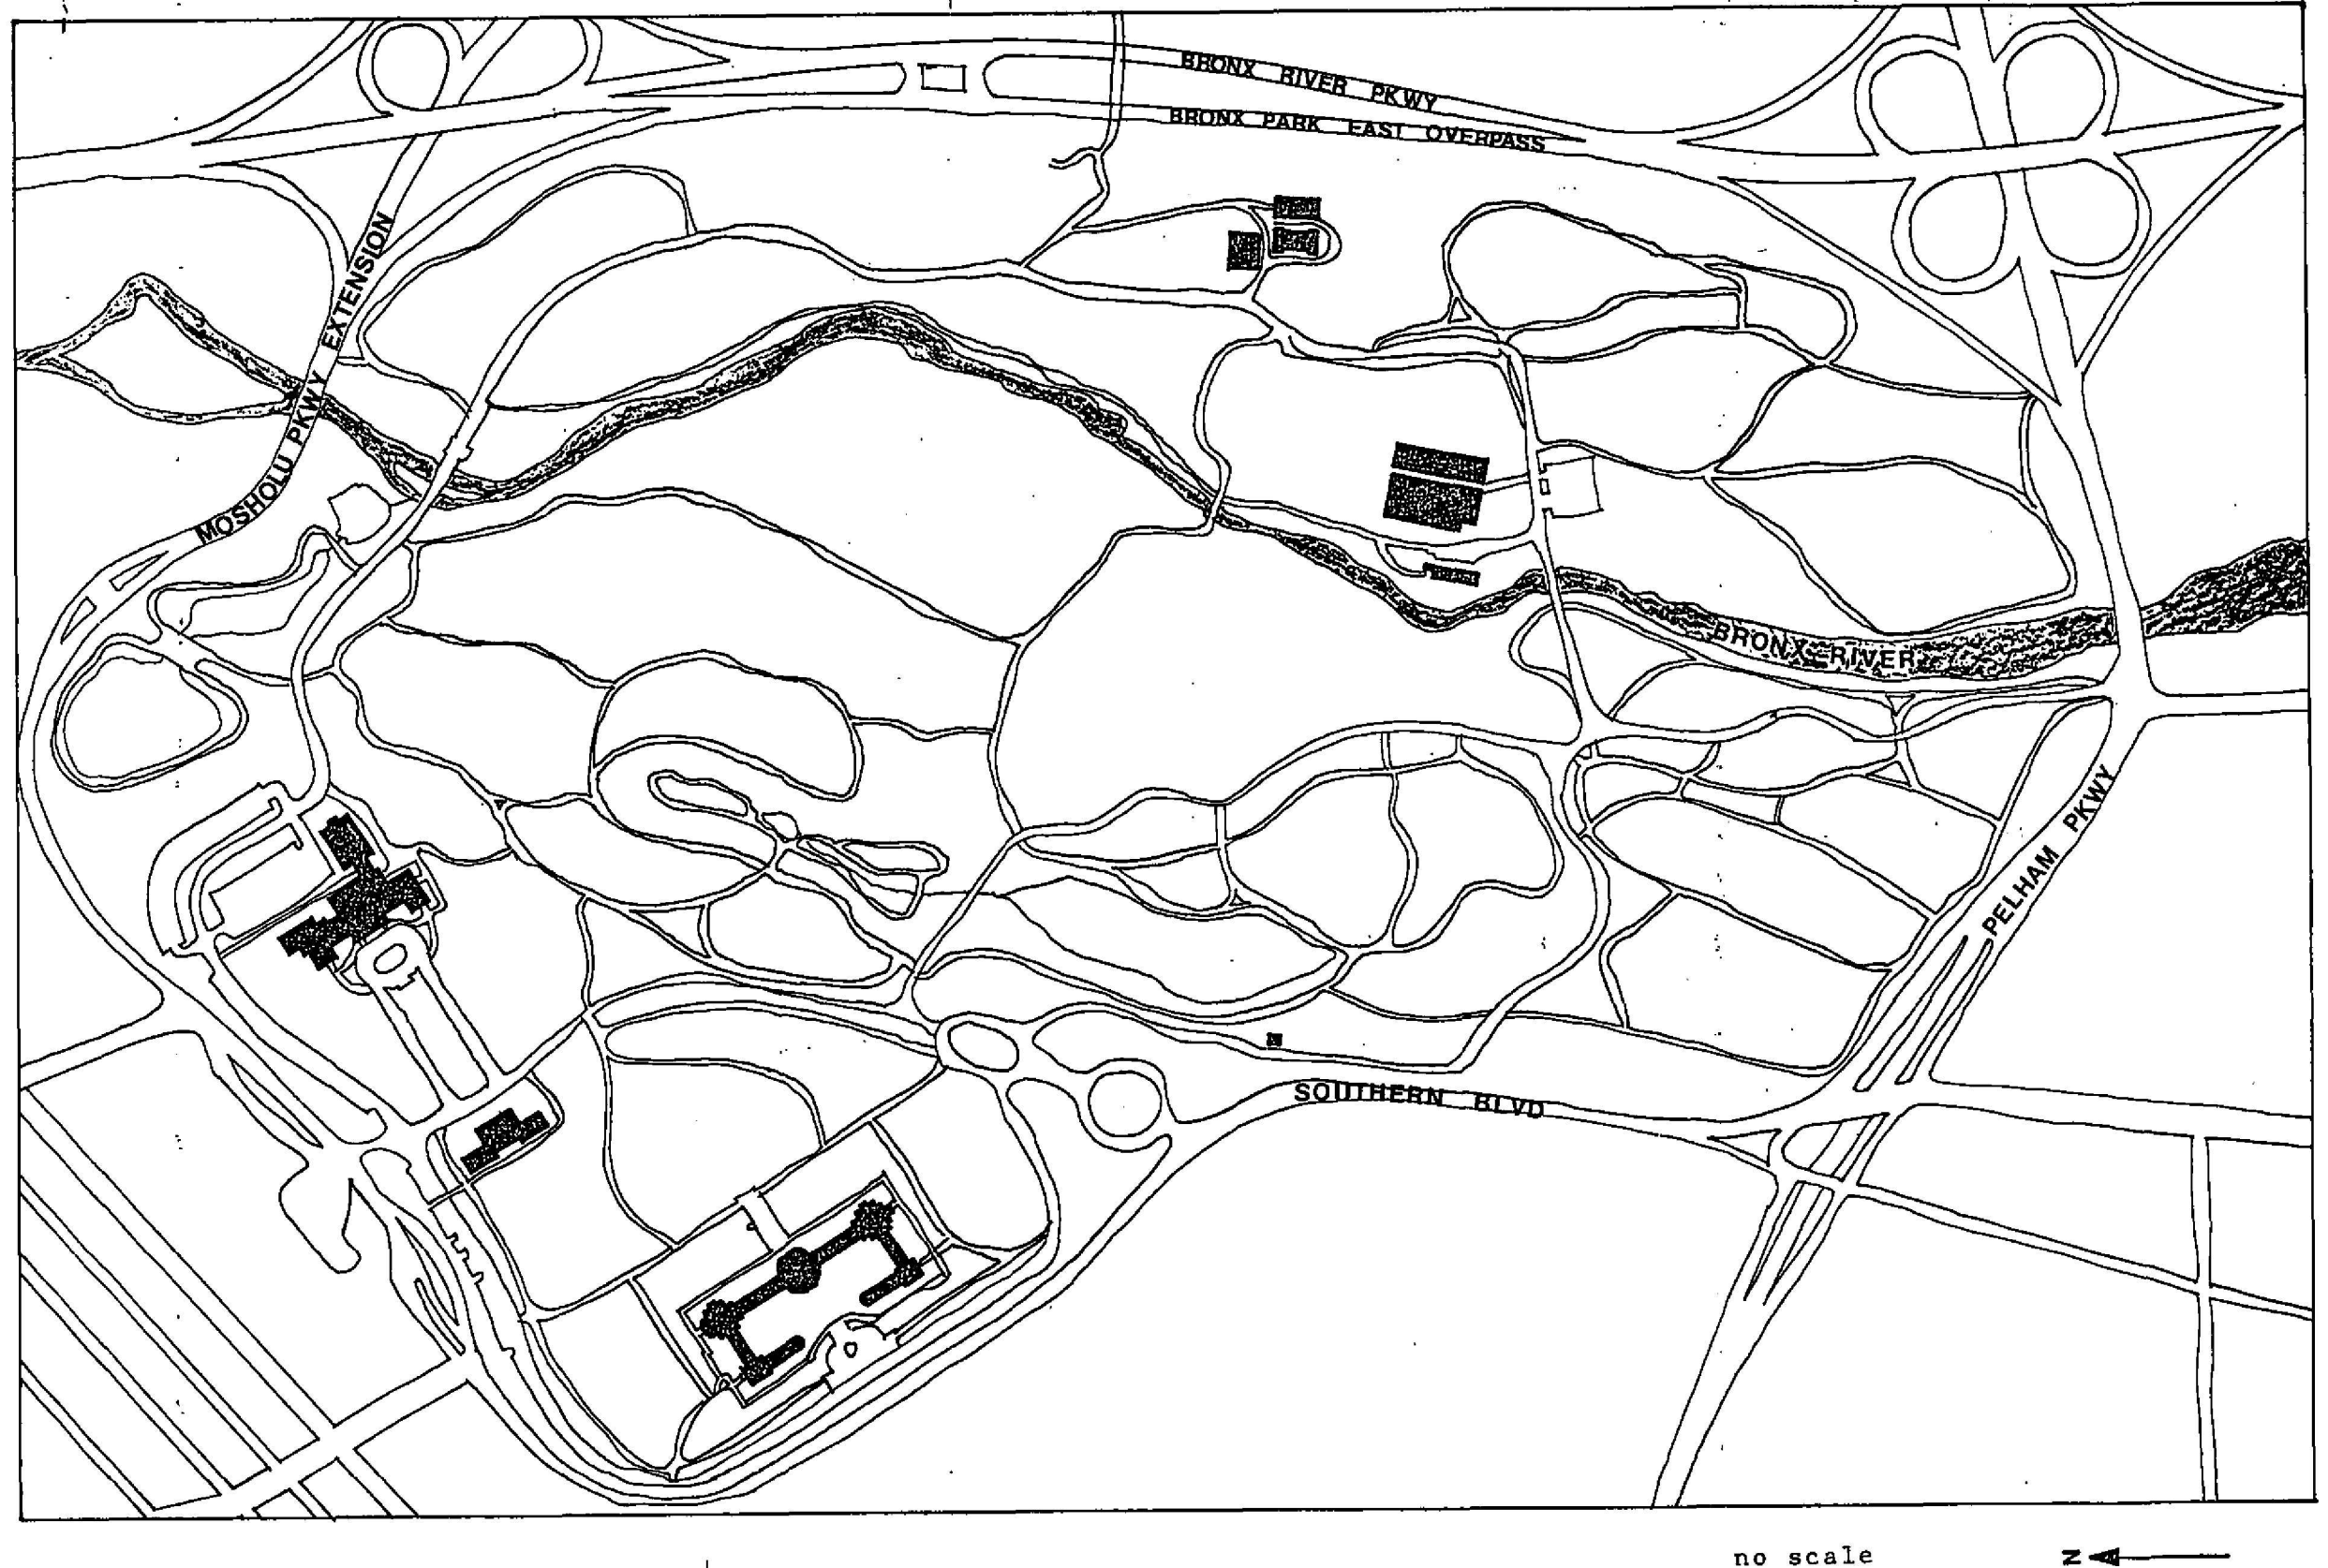 BRONX RIVER PKWY
BRONX PARK EAST OVERPASS
MOSHOLU PKWY EXTENSION
BRONX RIVER
PELHAM PKWY
SOUTHERN BLVD
no scale
N